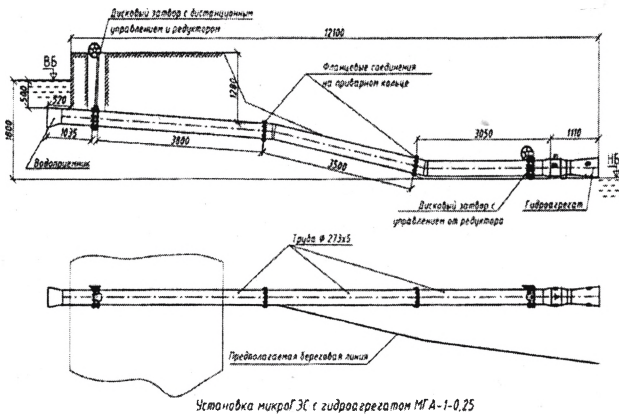 Дисковый затвор с дистанционным
управлением и редуктором
12100
ВБ
Фланцевые соединения
на приварном кольце
500
820
1280
1800
1035
3800
3500
3050
1110
НБ
Водоприемник
Дисковый затвор с
управлением от редуктора
Гидроагрегат
Труба Ф 273х5
Предполагаемая береговая линия
Установка микроГЭС с гидроагрегатом МГА-1-0,25